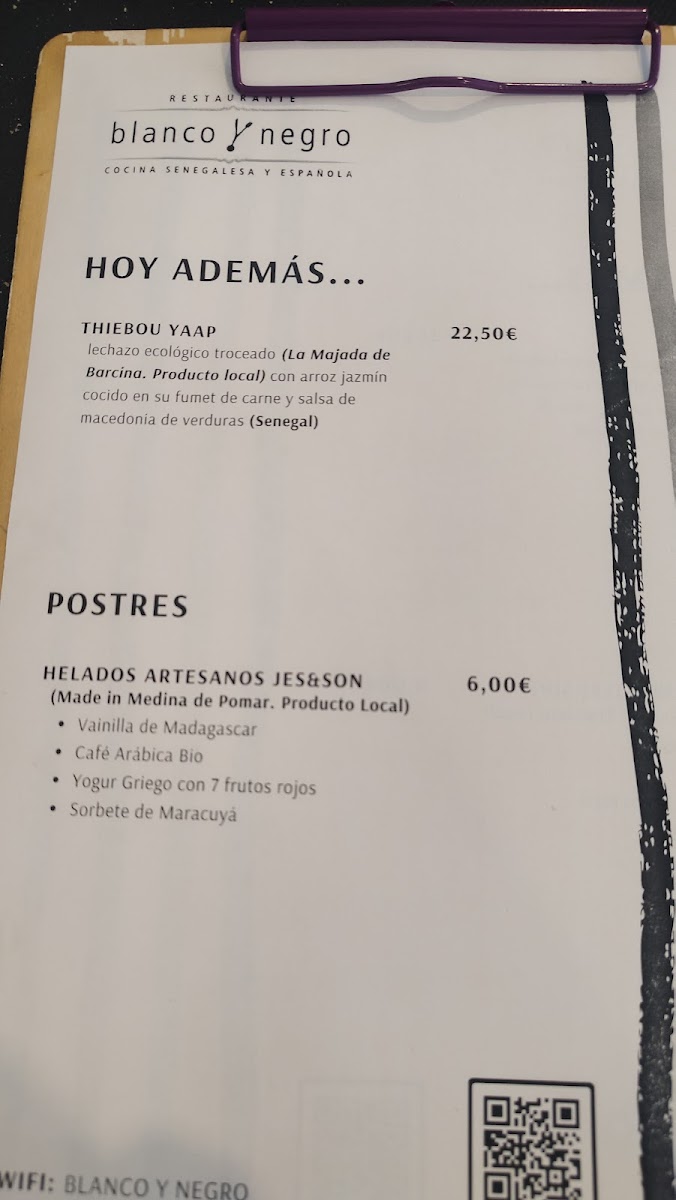 RESTAURANTE
blanco y negro
COCINA SENEGALESA Y ESPAÑOLA
HOY ADEMÁS...
THIEBOU YAAP 22,50€
lechazo ecológico troceado (La Majada de
Barcina. Producto local) con arroz jazmín
cocido en su fumet de carne y salsa de
macedonia de verduras (Senegal)
POSTRES
HELADOS ARTESANOS JES&SON 6,00€
(Made in Medina de Pomar. Producto Local)
• Vainilla de Madagascar
• Café Arábica Bio
• Yogur Griego con 7 frutos rojos
• Sorbete de Maracuyá
WIFI: BLANCO Y NEGRO